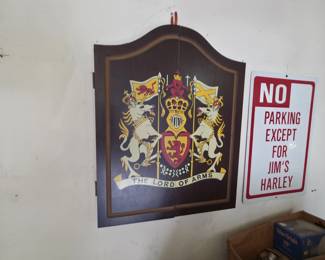 THE LORD OF ARMS
NO
PARKING
EXCEPT
FOR
JIM'S
HARLEY